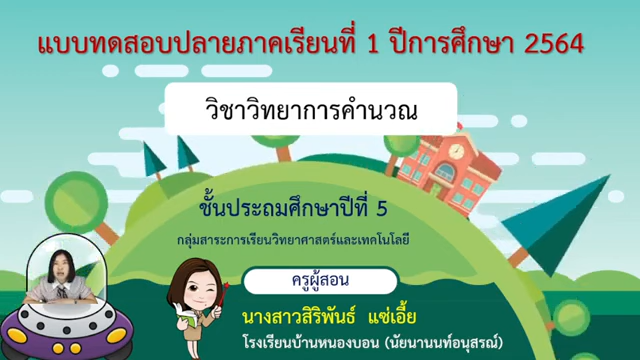 แบบทดสอบปลายภาคเรียนที่ 1 ปีการศึกษา 2564
วิชาวิทยาการคำนวณ
ชั้นประถมศึกษาปีที่ 5
กลุ่มสาระการเรียนวิทยาศาสตร์และเทคโนโลยี
ครูผู้สอน
นางสาวสิริพันธ์ แซ่เอี้ย
โรงเรียนบ้านหนองบอน (นัยนานนท์อนุสรณ์)